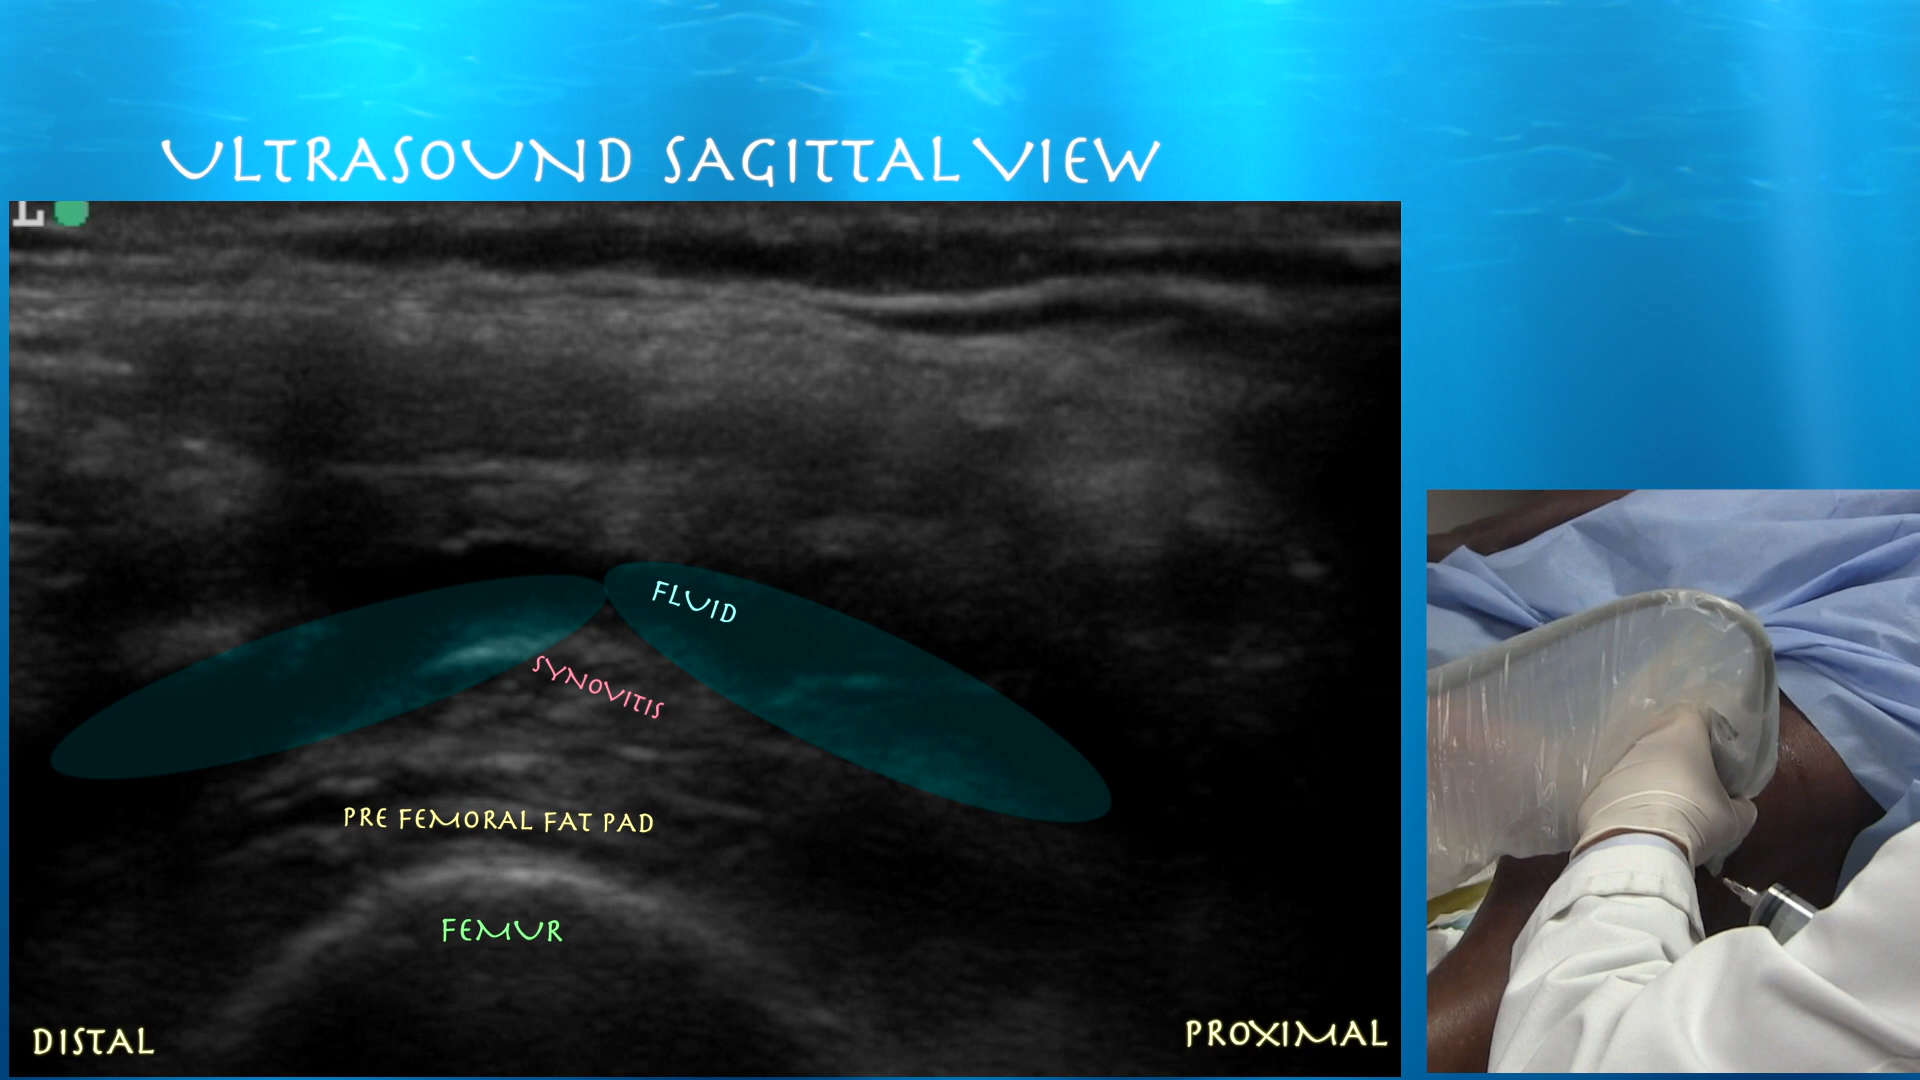 ULTRASOUND SAGITTAL VIEW
L
FLUID
SYNOVITIS
PRE FEMORAL FAT PAD
FEMUR
DISTAL
PROXIMAL